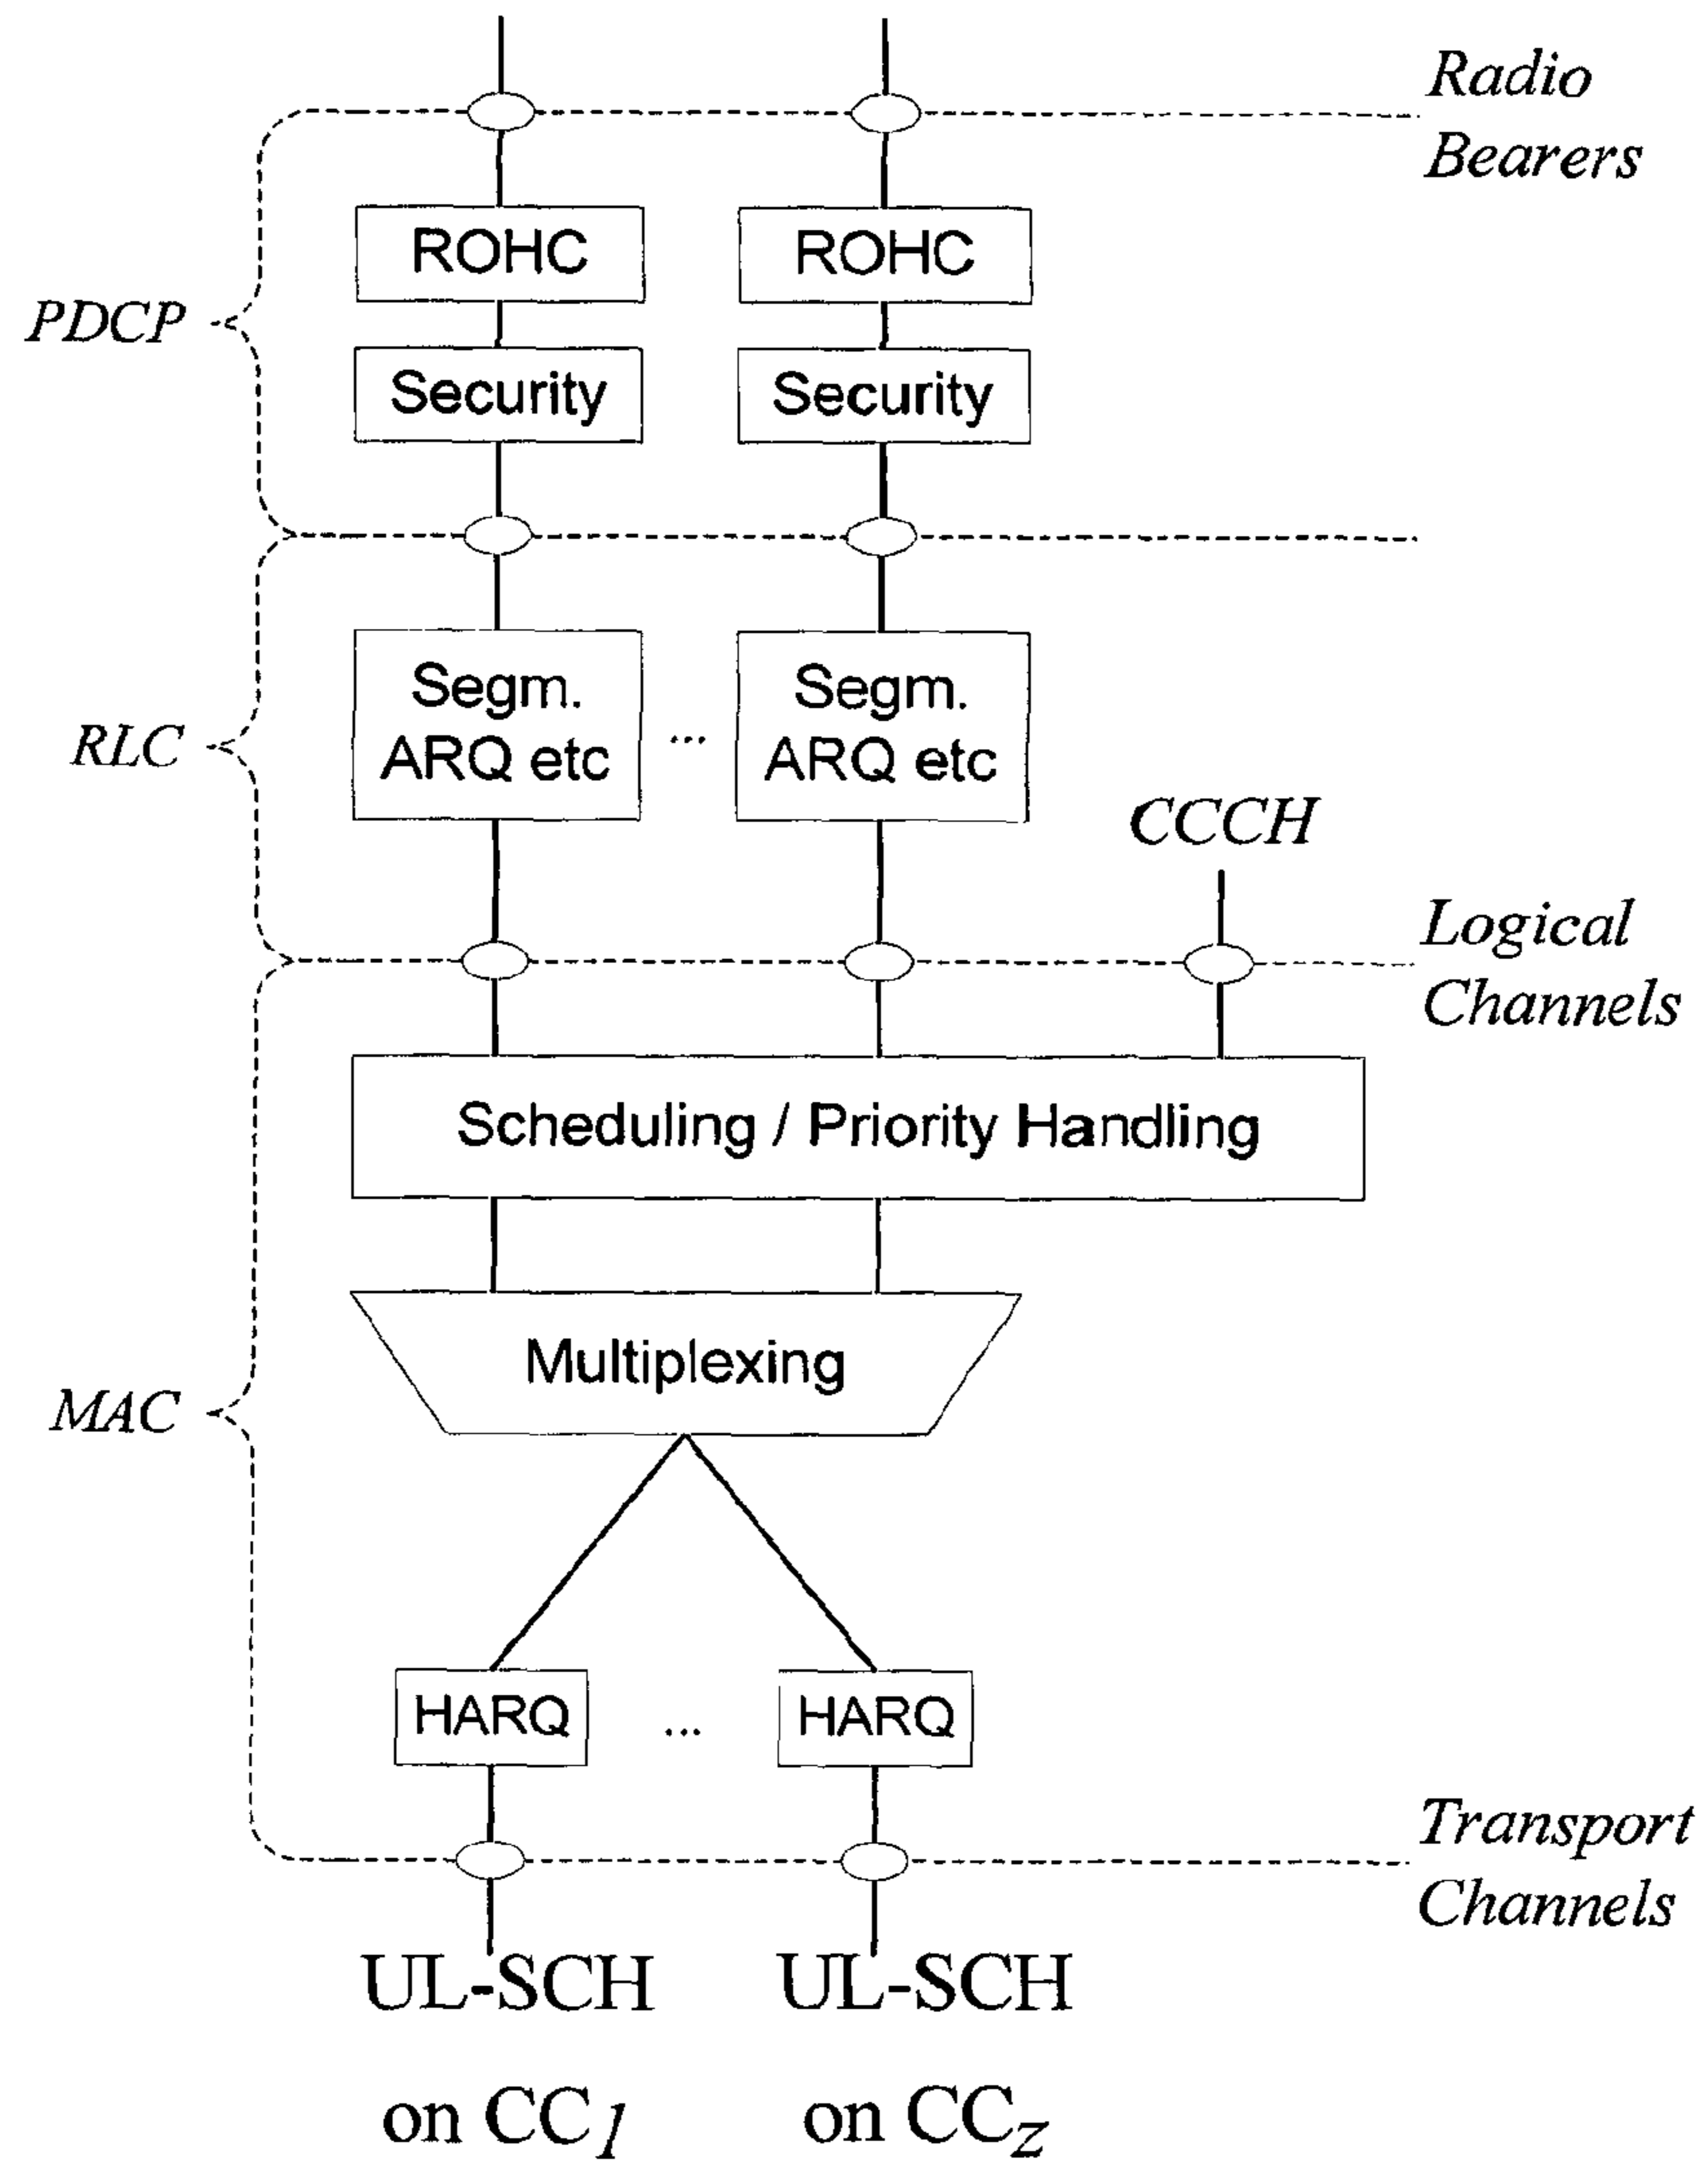 Radio
Bearers
ROHC ROHC
PDCP
Security Security
Segm. Segm.
RLC
ARQ etc ... ARQ etc
CCCH
Logical
Channels
Scheduling / Priority Handling
Multiplexing
MAC
HARQ ... HARQ
Transport
Channels
UL-SCH UL-SCH
on CC1 on CCz